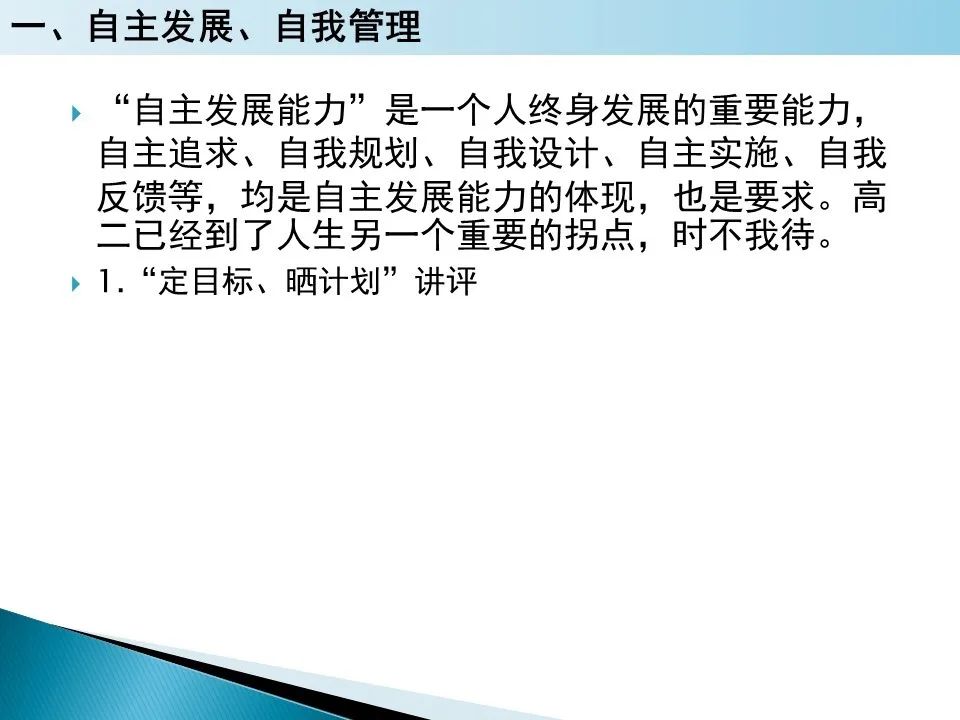 一、自主发展、自我管理
“自主发展能力”是一个人终身发展的重要能力，
自主追求、自我规划、自我设计、自主实施、自我
反馈等，均是自主发展能力的体现，也是要求。高
二已经到了人生另一个重要的拐点，时不我待。
1.“定目标、晒计划”讲评